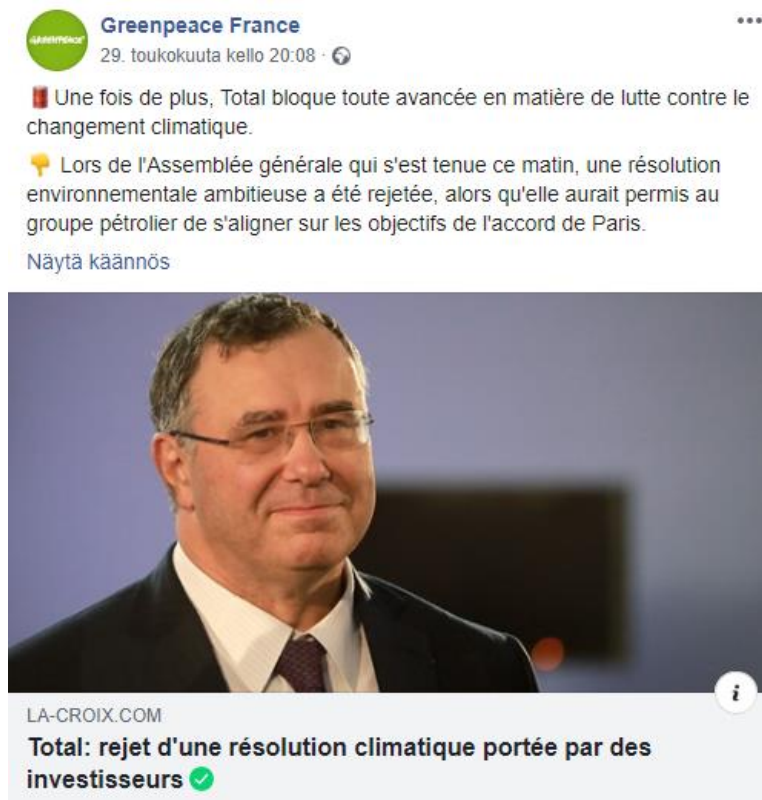 Greenpeace France
GREENPEACE
29. toukokuuta kello 20:08 ·
Une fois de plus, Total bloque toute avancée en matière de lutte contre le
changement climatique.
Lors de l'Assemblée générale qui s'est tenue ce matin, une résolution
environnementale ambitieuse a été rejetée, alors qu'elle aurait permis au
groupe pétrolier de s'aligner sur les objectifs de l'accord de Paris.
Näytä käännös
i
LA-CROIX.COM
Total: rejet d'une résolution climatique portée par des
investisseurs